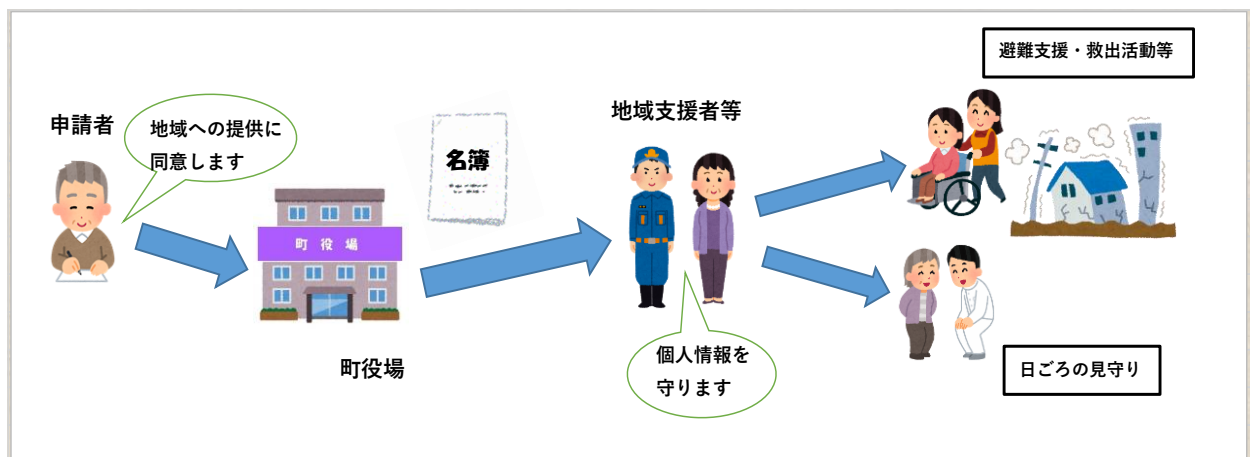 申請者
地域への提供に
同意します
町役場
町役場
名簿
地域支援者等
個人情報を
守ります
避難支援・救出活動等
日ごろの見守り